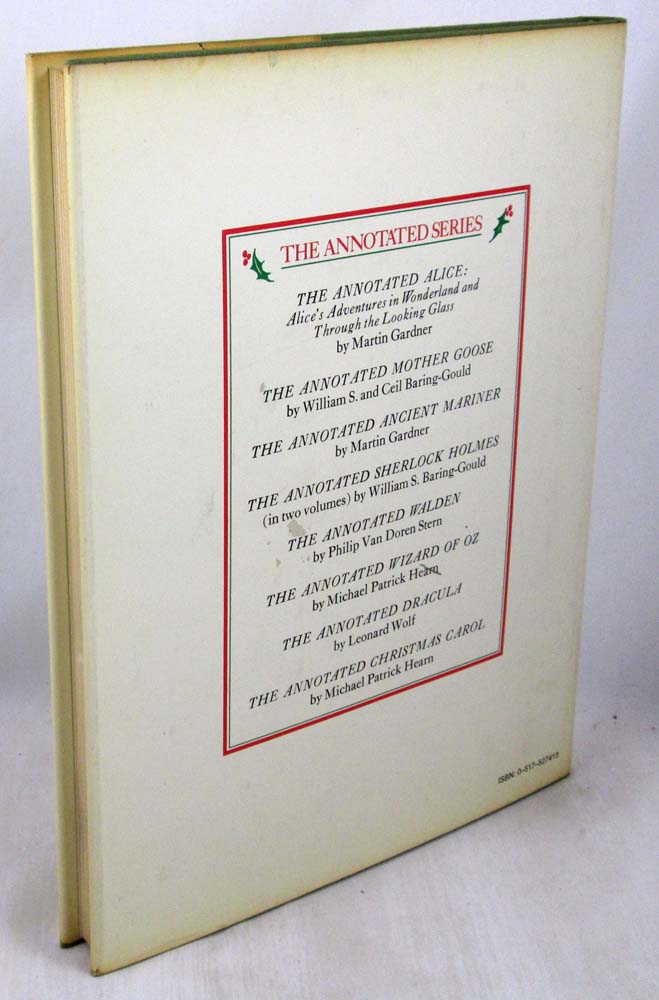 THE ANNOTATED SERIES
THE ANNOTATED ALICE:
Alice's Adventures in Wonderland and
Through the Looking Glass
by Martin Gardner
THE ANNOTATED MOTHER GOOSE
by William S. and Ceil Baring-Gould
THE ANNOTATED ANCIENT MARINER
by Martin Gardner
THE ANNOTATED SHERLOCK HOLMES
(in two volumes) by William S. Baring-Gould
THE ANNOTATED WALDEN
by Philip Van Doren Stern
THE ANNOTATED WIZARD OF OZ
by Michael Patrick Hearn
THE ANNOTATED DRACULA
by Leonard Wolf
THE ANNOTATED CHRISTMAS CAROL
by Michael Patrick Hearn
ISBN: 0-517-527413